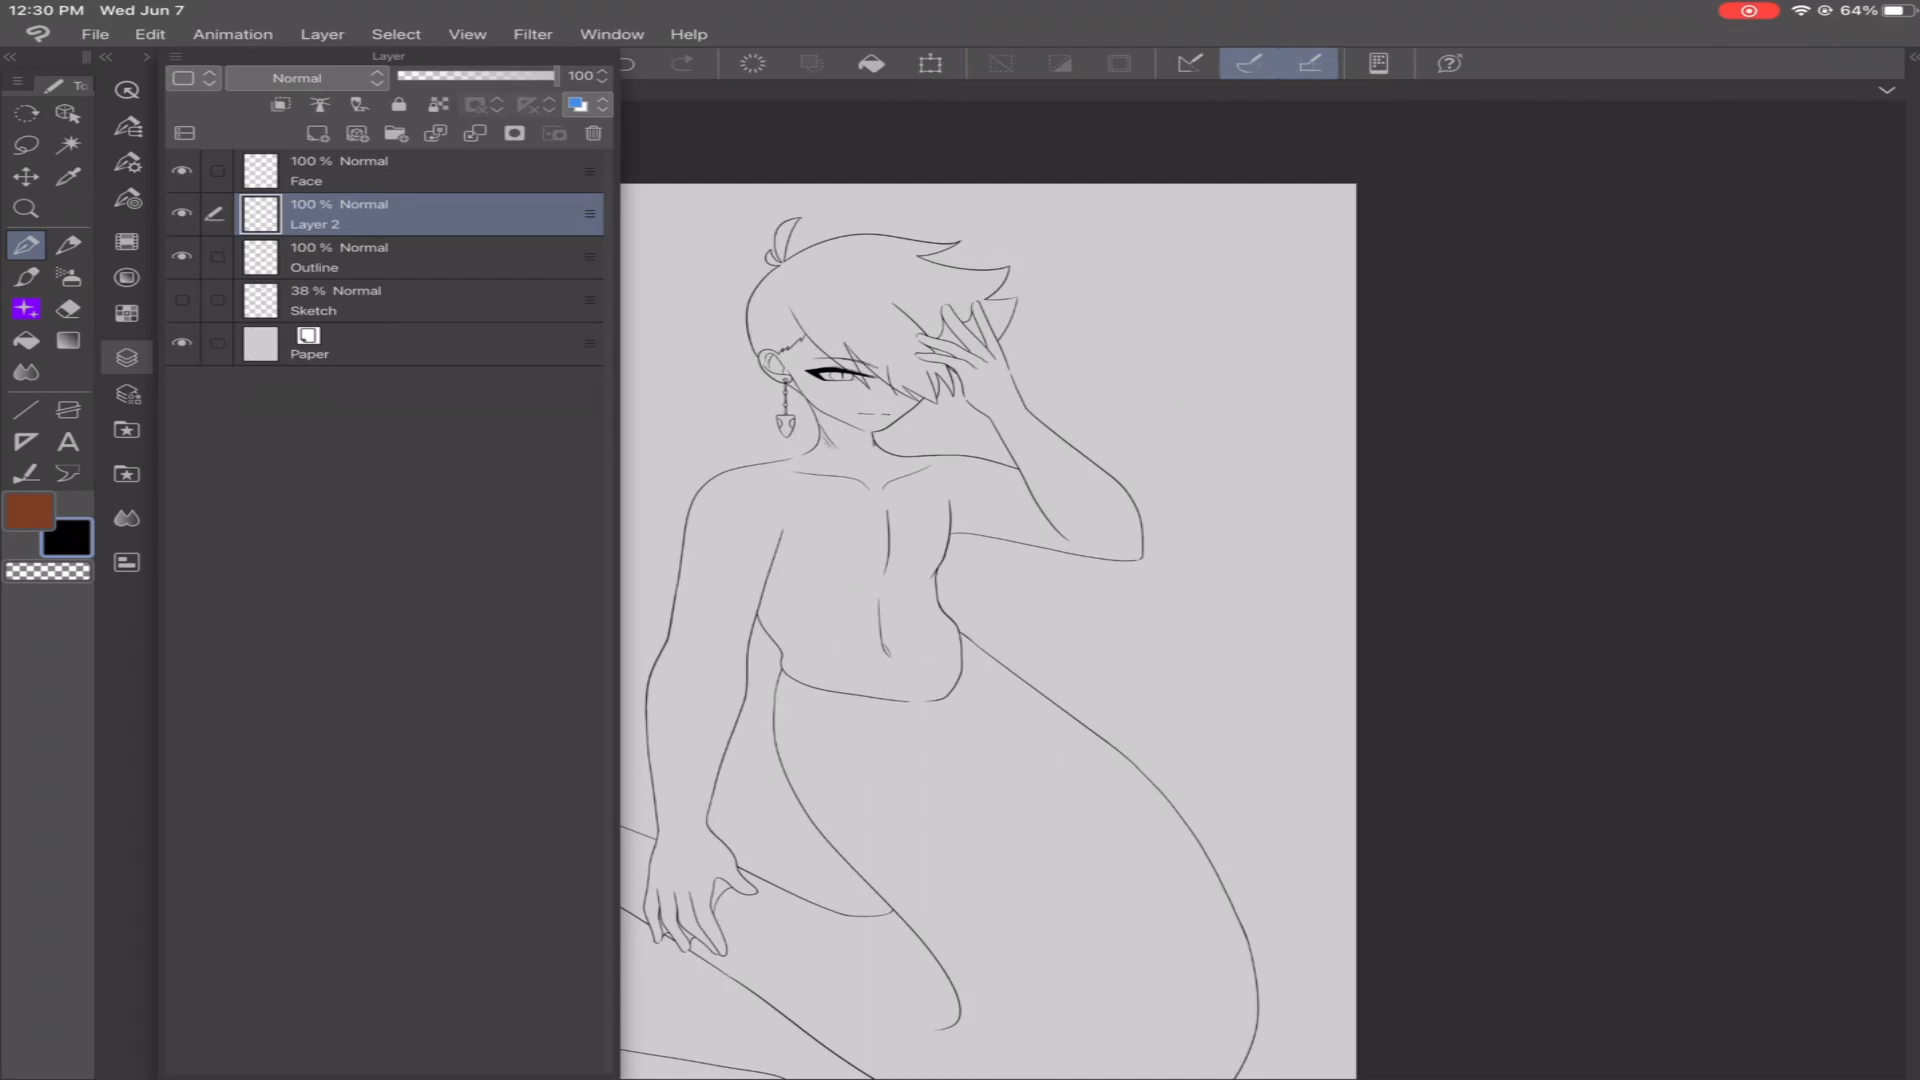 12:30 PM Wed Jun 7
64%
File Edit Animation Layer Select View Filter Window Help
Layer
To
Normal 100
100 % Normal
Face
100 % Normal
Layer 2
100 % Normal
Outline
38 % Normal
Sketch
Paper
A